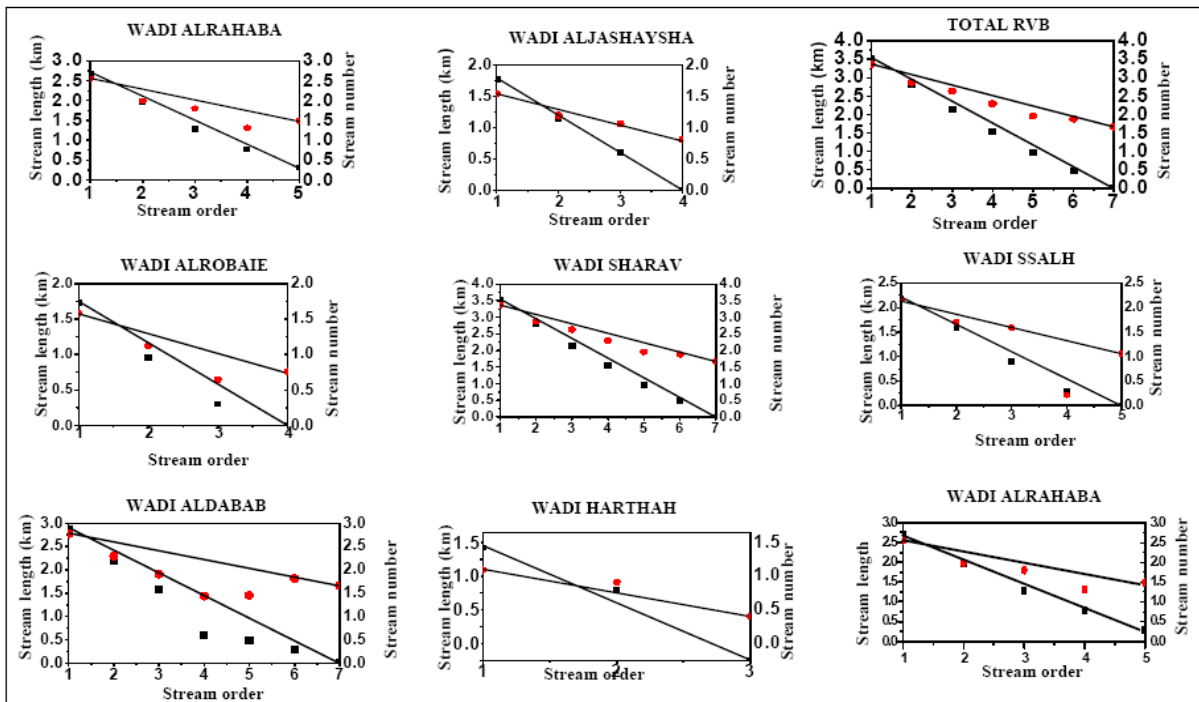 WADI ALRAHABA
Stream length (km)
3.0
2.5
2.0
1.5
1.0
0.5
0.0
3.0
2.5
2.0
1.5
1.0
0.5
0.0
Stream number
1 2 3 4 5
Stream order
WADI ALJASHAYSHA
Stream length (km)
2.0
1.5
1.0
0.5
0.0
2.0
1.5
1.0
0.5
0.0
Stream number
1 2 3 4
Stream order
TOTAL RVB
Stream length (km)
4.0
3.5
3.0
2.5
2.0
1.5
1.0
0.5
0.0
4.0
3.5
3.0
2.5
2.0
1.5
1.0
0.5
0.0
Stream number
1 2 3 4 5 6 7
Stream order
WADI ALROBAIE
Stream length (km)
2.0
1.5
1.0
0.5
0.0
2.0
1.5
1.0
0.5
0.0
Stream number
1 2 3 4
Stream order
WADI SHARAV
Stream length (km)
4.0
3.5
3.0
2.5
2.0
1.5
1.0
0.5
0.0
4.0
3.5
3.0
2.5
2.0
1.5
1.0
0.5
0.0
Stream number
1 2 3 4 5 6 7
Stream order
WADI SSALH
Stream length (km)
2.5
2.0
1.5
1.0
0.5
0.0
2.5
2.0
1.5
1.0
0.5
0.0
Stream number
1 2 3 4 5
Stream order
WADI ALDABAB
Stream length (km)
3.0
2.5
2.0
1.5
1.0
0.5
0.0
3.0
2.5
2.0
1.5
1.0
0.5
0.0
Stream number
1 2 3 4 5 6 7
Stream order
WADI HARTHAH
Stream length (km)
1.5
1.0
0.5
0.0
1.5
1.0
0.5
0.0
Stream number
1 2 3
Stream order
WADI ALRAHABA
Stream length
3.0
2.5
2.0
1.5
1.0
0.5
0.0
3.0
2.5
2.0
1.5
1.0
0.5
0.0
Stream number
1 2 3 4 5
Stream order